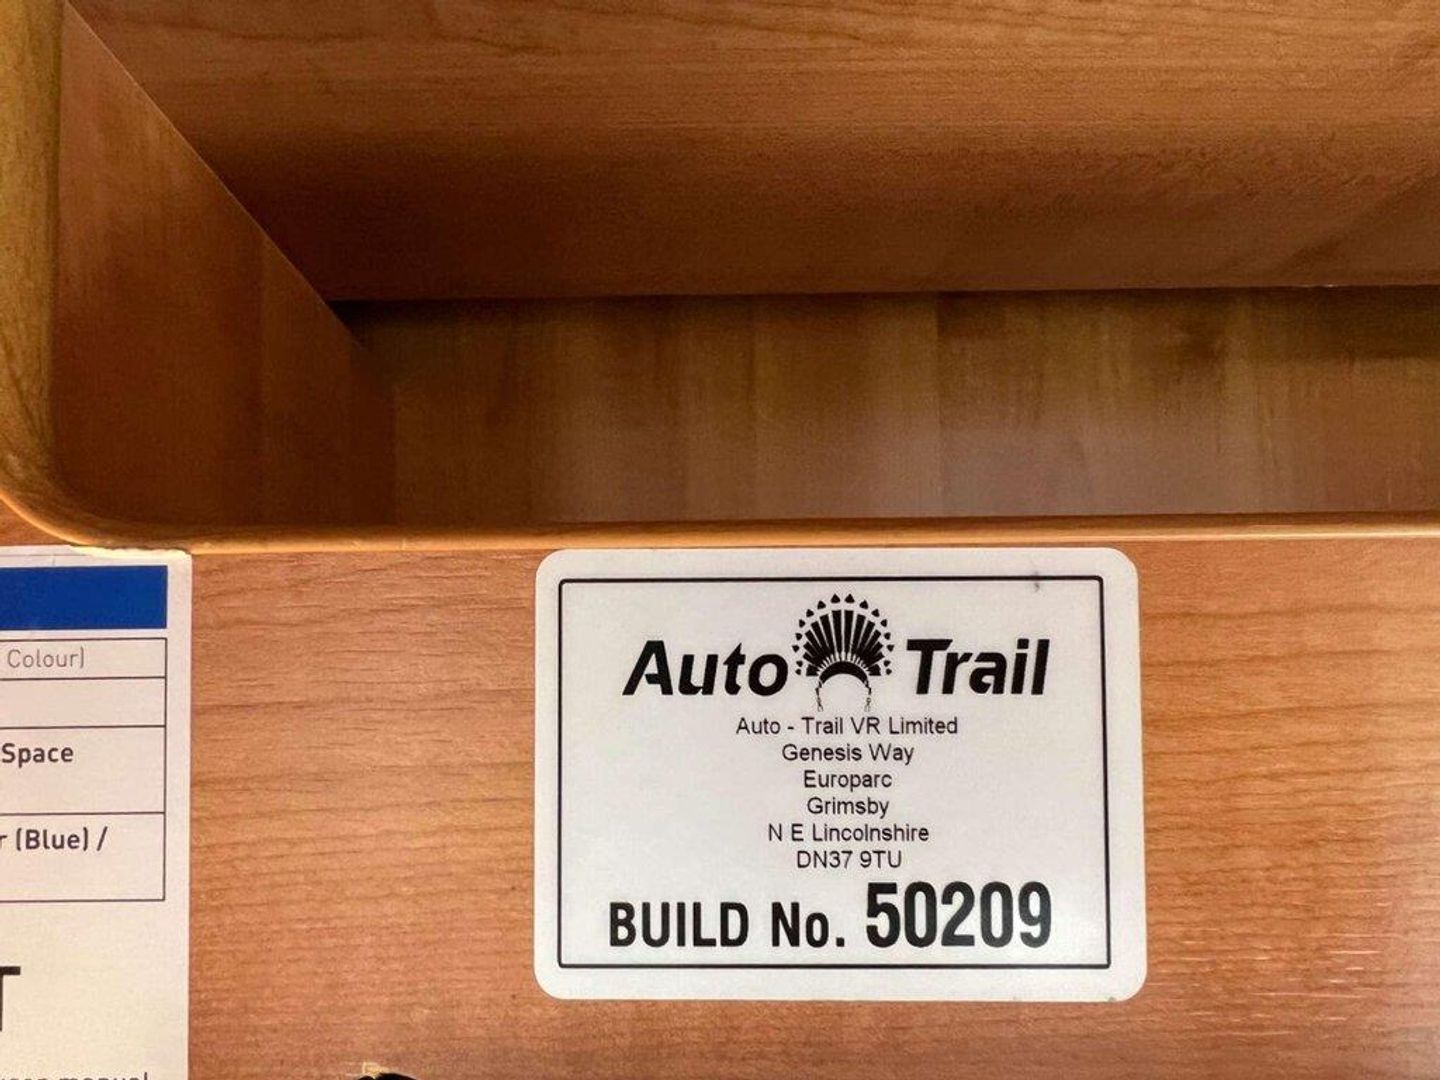 Colour)
Space
r (Blue) /
T
Auto Trail
Auto - Trail VR Limited
Genesis Way
Europarc
Grimsby
N E Lincolnshire
DN37 9TU
BUILD No. 50209